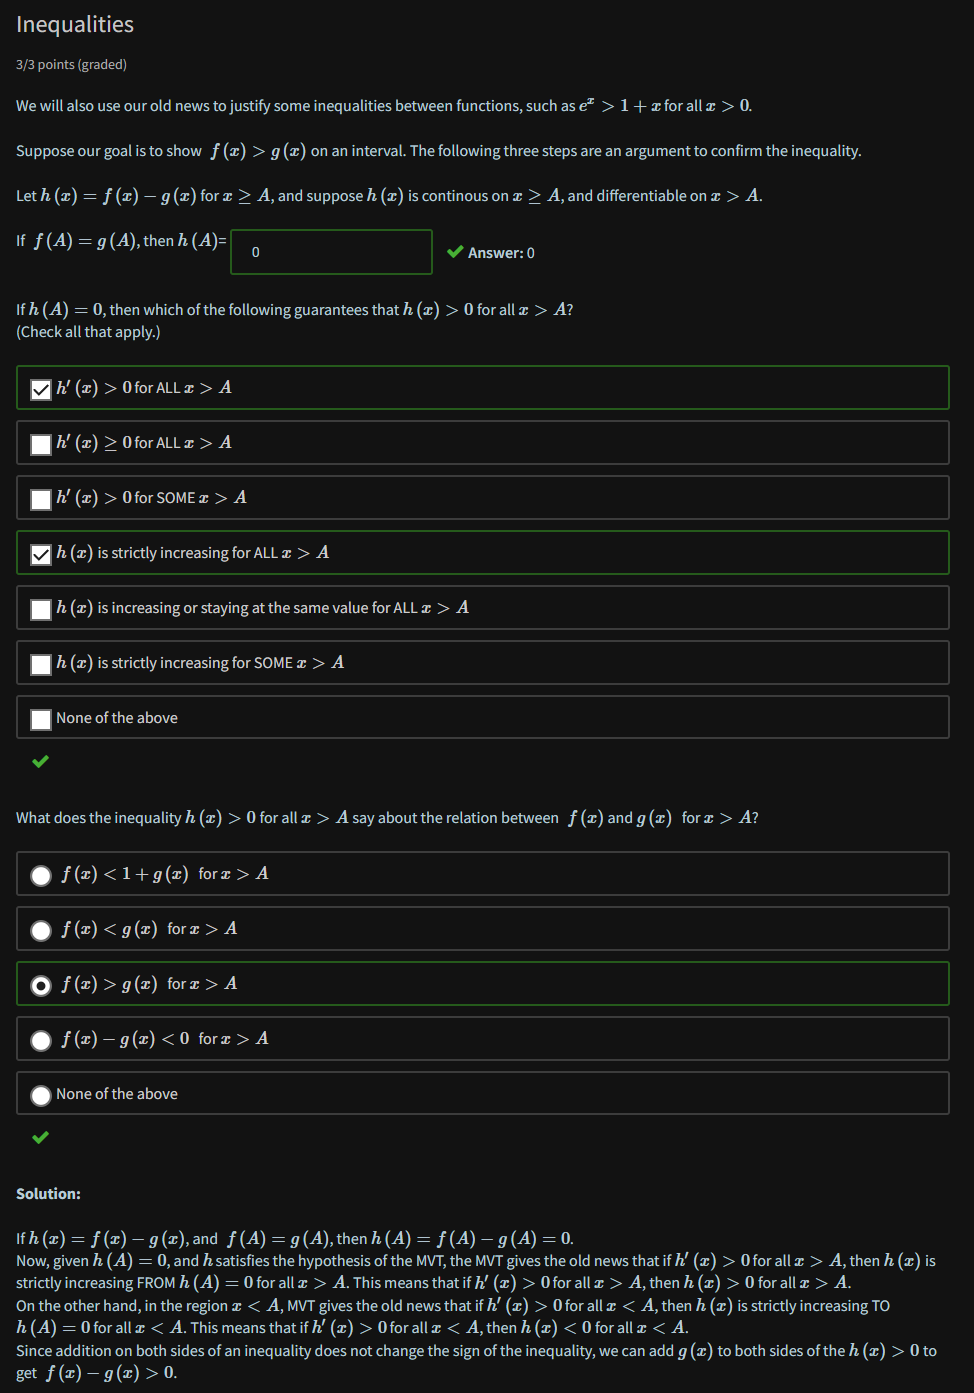 Inequalities
3/3 points (graded)
We will also use our old news to justify some inequalities between functions, such as eˣ > 1 + x for all x > 0.
Suppose our goal is to show f (x) > g (x) on an interval. The following three steps are an argument to confirm the inequality.
Let h (x) = f (x) − g (x) for x ≥ A, and suppose h (x) is continous on x ≥ A, and differentiable on x > A.
If f (A) = g (A), then h (A)= 0 Answer: 0
If h (A) = 0, then which of the following guarantees that h (x) > 0 for all x > A?
(Check all that apply.)
h′ (x) > 0 for ALL x > A
h′ (x) ≥ 0 for ALL x > A
h′ (x) > 0 for SOME x > A
h (x) is strictly increasing for ALL x > A
h (x) is increasing or staying at the same value for ALL x > A
h (x) is strictly increasing for SOME x > A
None of the above
What does the inequality h (x) > 0 for all x > A say about the relation between f (x) and g (x) for x > A?
f (x) < 1 + g (x) for x > A
f (x) < g (x) for x > A
f (x) > g (x) for x > A
f (x) − g (x) < 0 for x > A
None of the above
Solution:
If h (x) = f (x) − g (x), and f (A) = g (A), then h (A) = f (A) − g (A) = 0.
Now, given h (A) = 0, and h satisfies the hypothesis of the MVT, the MVT gives the old news that if h′ (x) > 0 for all x > A, then h (x) is
strictly increasing FROM h (A) = 0 for all x > A. This means that if h′ (x) > 0 for all x > A, then h (x) > 0 for all x > A.
On the other hand, in the region x < A, MVT gives the old news that if h′ (x) > 0 for all x < A, then h (x) is strictly increasing TO
h (A) = 0 for all x < A. This means that if h′ (x) > 0 for all x < A, then h (x) < 0 for all x < A.
Since addition on both sides of an inequality does not change the sign of the inequality, we can add g (x) to both sides of the h (x) > 0 to
get f (x) − g (x) > 0.